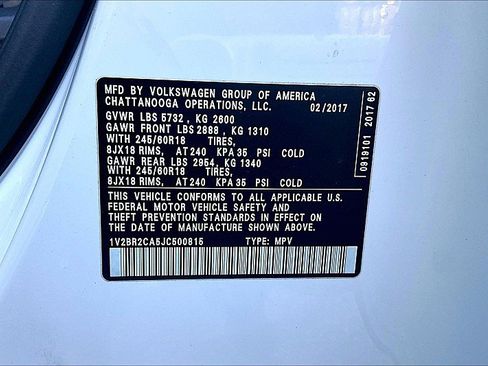 MFD BY VOLKSWAGEN GROUP OF AMERICA
CHATTANOOGA OPERATIONS, LLC. 02/2017
GVWR LBS 5732 , KG 2600
GAWR FRONT LBS 2888 , KG 1310
WITH 245/60R18 TIRES,
8JX18 RIMS, AT 240 KPA 35 PSI COLD
GAWR REAR LBS 2954, KG 1340
WITH 245/60R18 TIRES,
8JX18 RIMS, AT 240 KPA 35 PSI COLD
THIS VEHICLE CONFORMS TO ALL APPLICABLE U.S.
FEDERAL MOTOR VEHICLE SAFETY AND
THEFT PREVENTION STANDARDS IN EFFECT ON
THE DATE OF MANUFACTURE SHOWN ABOVE.
1V2BR2CA5JC500815 TYPE: MPV
0919101 2017 62